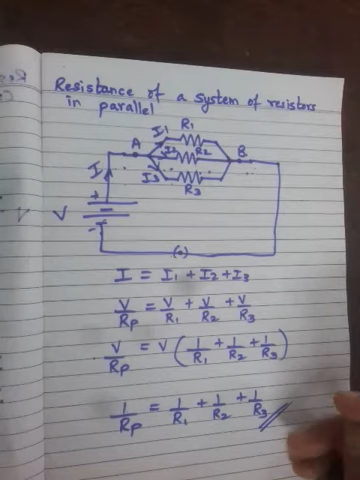 Resistance of a system of resistors
in parallel
R1
I1
A
I2
R2
B
I
I3
R3
+
V
-
(•)
I = I1 + I2 + I3
V/Rp = V/R1 + V/R2 + V/R3
V/Rp = V ( 1/R1 + 1/R2 + 1/R3 )
1/Rp = 1/R1 + 1/R2 + 1/R3 //